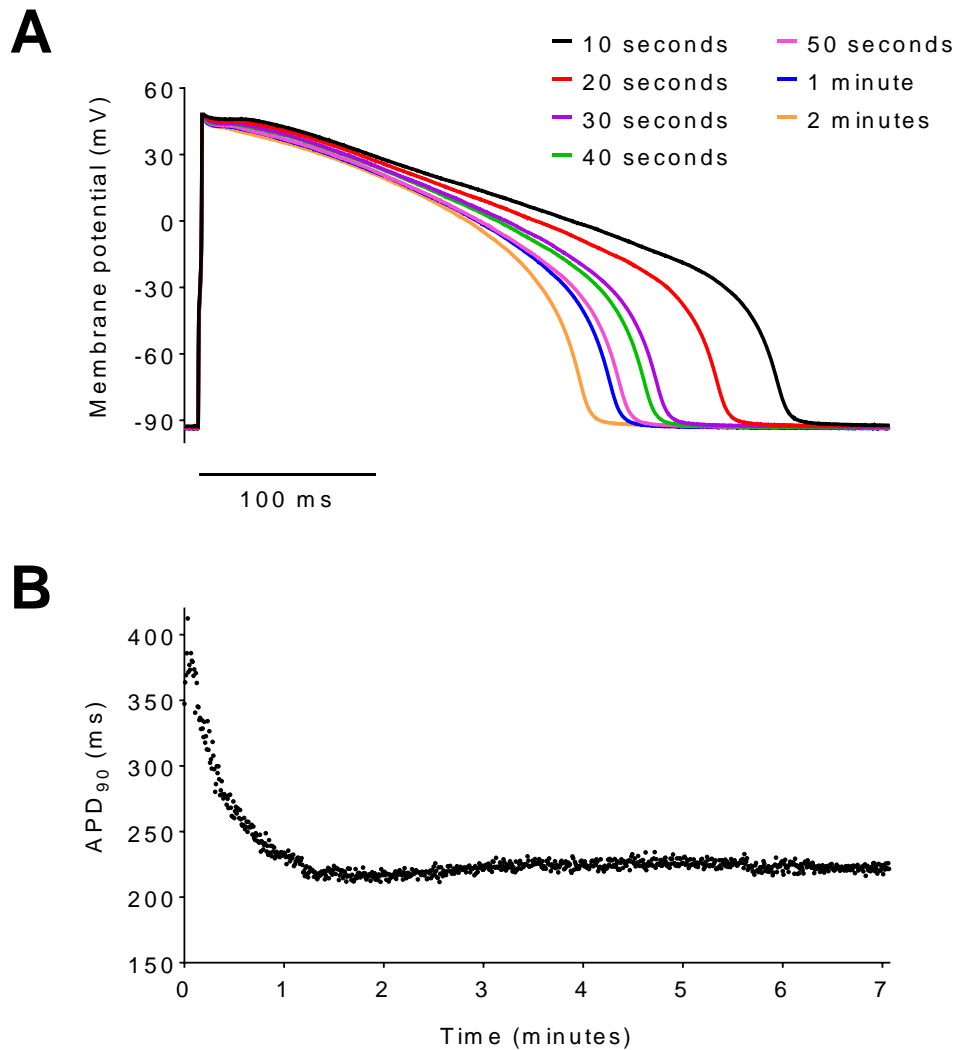 A
10 seconds
20 seconds
30 seconds
40 seconds
50 seconds
1 minute
2 minutes
Membrane potential (mV)
60
30
0
-30
-60
-90
100 ms
B
APD90 (ms)
400
350
300
250
200
150
0 1 2 3 4 5 6 7
Time (minutes)